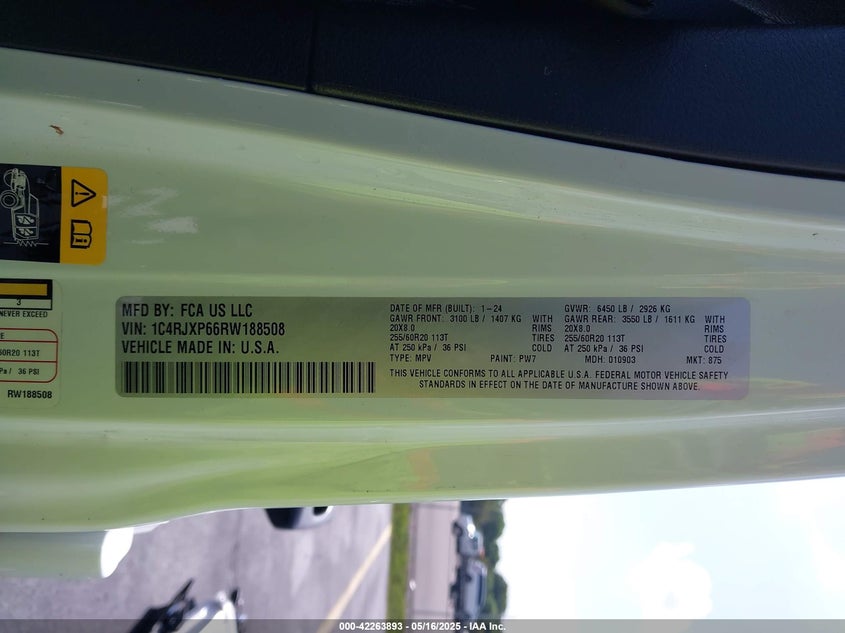 3
NEVER EXCEED
60R20 113T
Pa / 36 PSI
RW188508
MFD BY: FCA US LLC
VIN: 1C4RJXP66RW188508
VEHICLE MADE IN: U.S.A.
DATE OF MFR (BUILT): 1-24
GAWR FRONT: 3100 LB / 1407 KG WITH
20X8.0 RIMS
255/60R20 113T TIRES
AT 250 kPa / 36 PSI COLD
TYPE: MPV PAINT: PW7
GVWR: 6450 LB / 2926 KG
GAWR REAR: 3550 LB / 1611 KG WITH
20X8.0 RIMS
255/60R20 113T TIRES
AT 250 kPa / 36 PSI COLD
MDH: 010903 MKT: 875
THIS VEHICLE CONFORMS TO ALL APPLICABLE U.S.A. FEDERAL MOTOR VEHICLE SAFETY
STANDARDS IN EFFECT ON THE DATE OF MANUFACTURE SHOWN ABOVE.
000-42263893 - 05/16/2025 - IAA Inc.